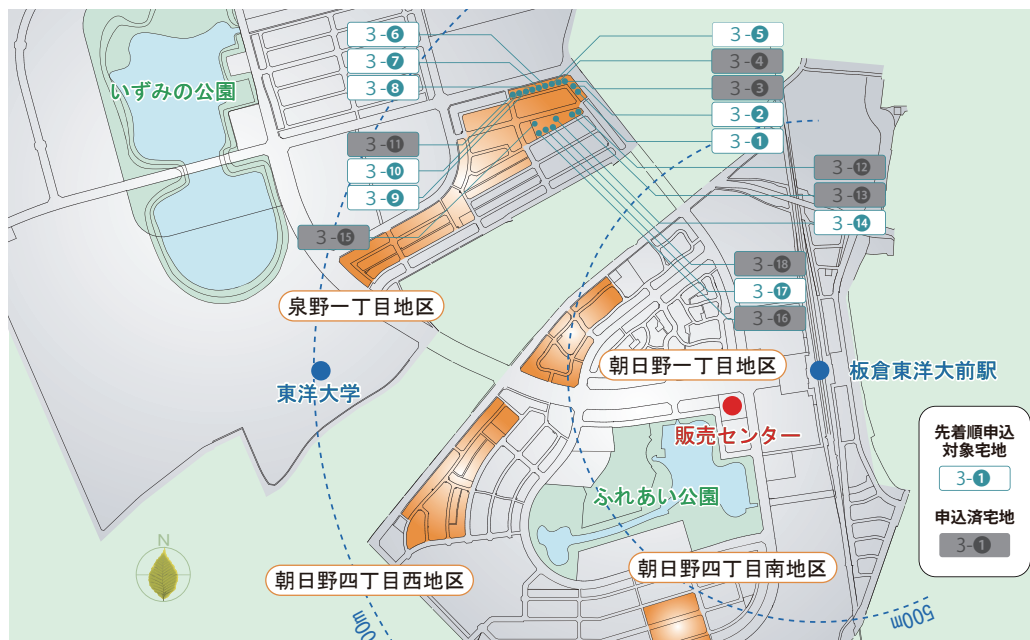 3-❻
3-❼
3-❽
3-❺
3-❹
3-❸
3-❷
3-❶
いずみの公園
3-⓫
3-❿
3-❾
3-⓯
3-⓬
3-⓭
3-⓮
3-⓲
3-⓱
3-⓰
泉野一丁目地区
東洋大学
朝日野一丁目地区
板倉東洋大前駅
販売センター
ふれあい公園
先着順申込
対象宅地
3-❶
申込済宅地
3-❶
N
朝日野四丁目西地区
朝日野四丁目南地区
500m